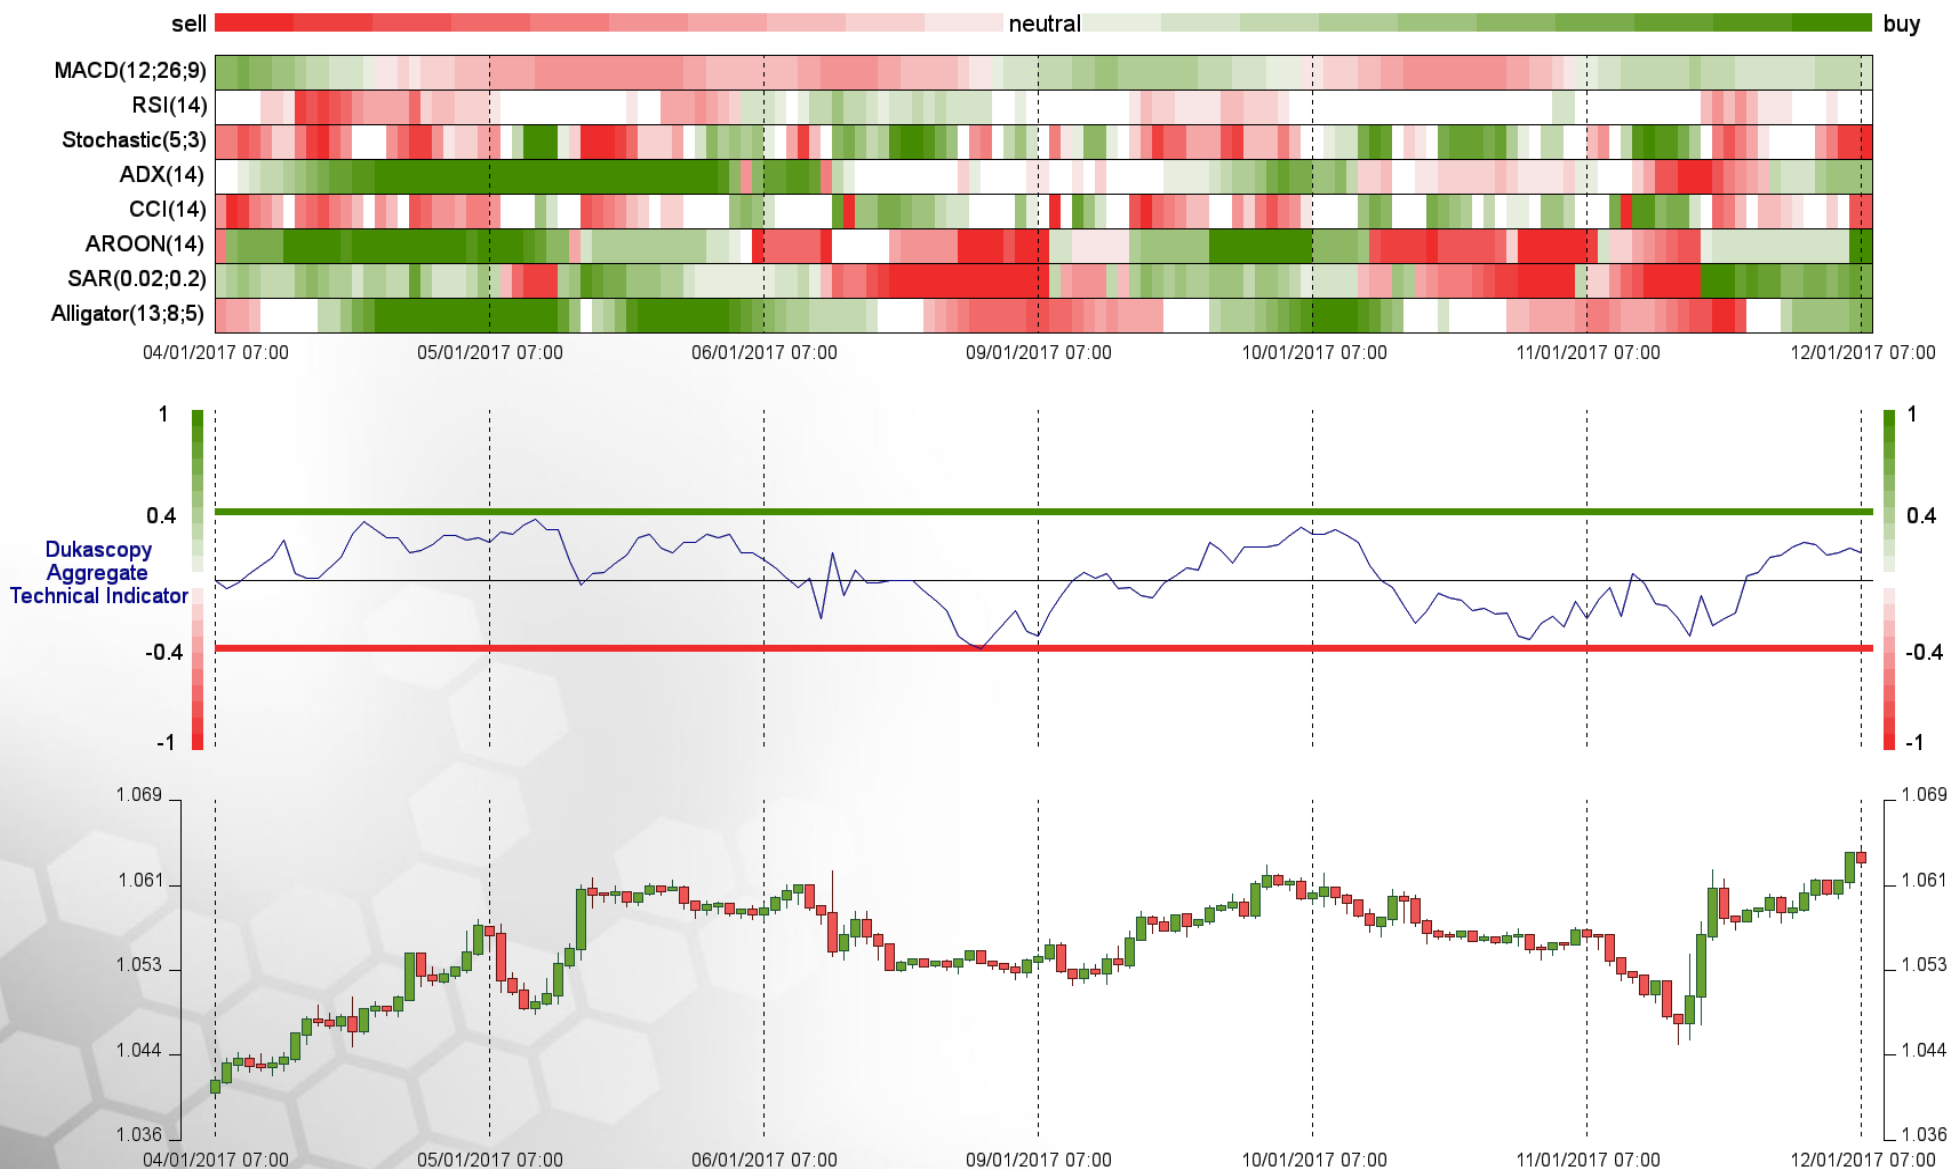 sell neutral buy
MACD(12;26;9)
RSI(14)
Stochastic(5;3)
ADX(14)
CCI(14)
AROON(14)
SAR(0.02;0.2)
Alligator(13;8;5)
04/01/2017 07:00 05/01/2017 07:00 06/01/2017 07:00 09/01/2017 07:00 10/01/2017 07:00 11/01/2017 07:00 12/01/2017 07:00
1 1
0.4 0.4
Dukascopy
Aggregate
Technical Indicator
-0.4 -0.4
-1 -1
1.069 1.069
1.061 1.061
1.053 1.053
1.044 1.044
1.036 1.036
04/01/2017 07:00 05/01/2017 07:00 06/01/2017 07:00 09/01/2017 07:00 10/01/2017 07:00 11/01/2017 07:00 12/01/2017 07:00